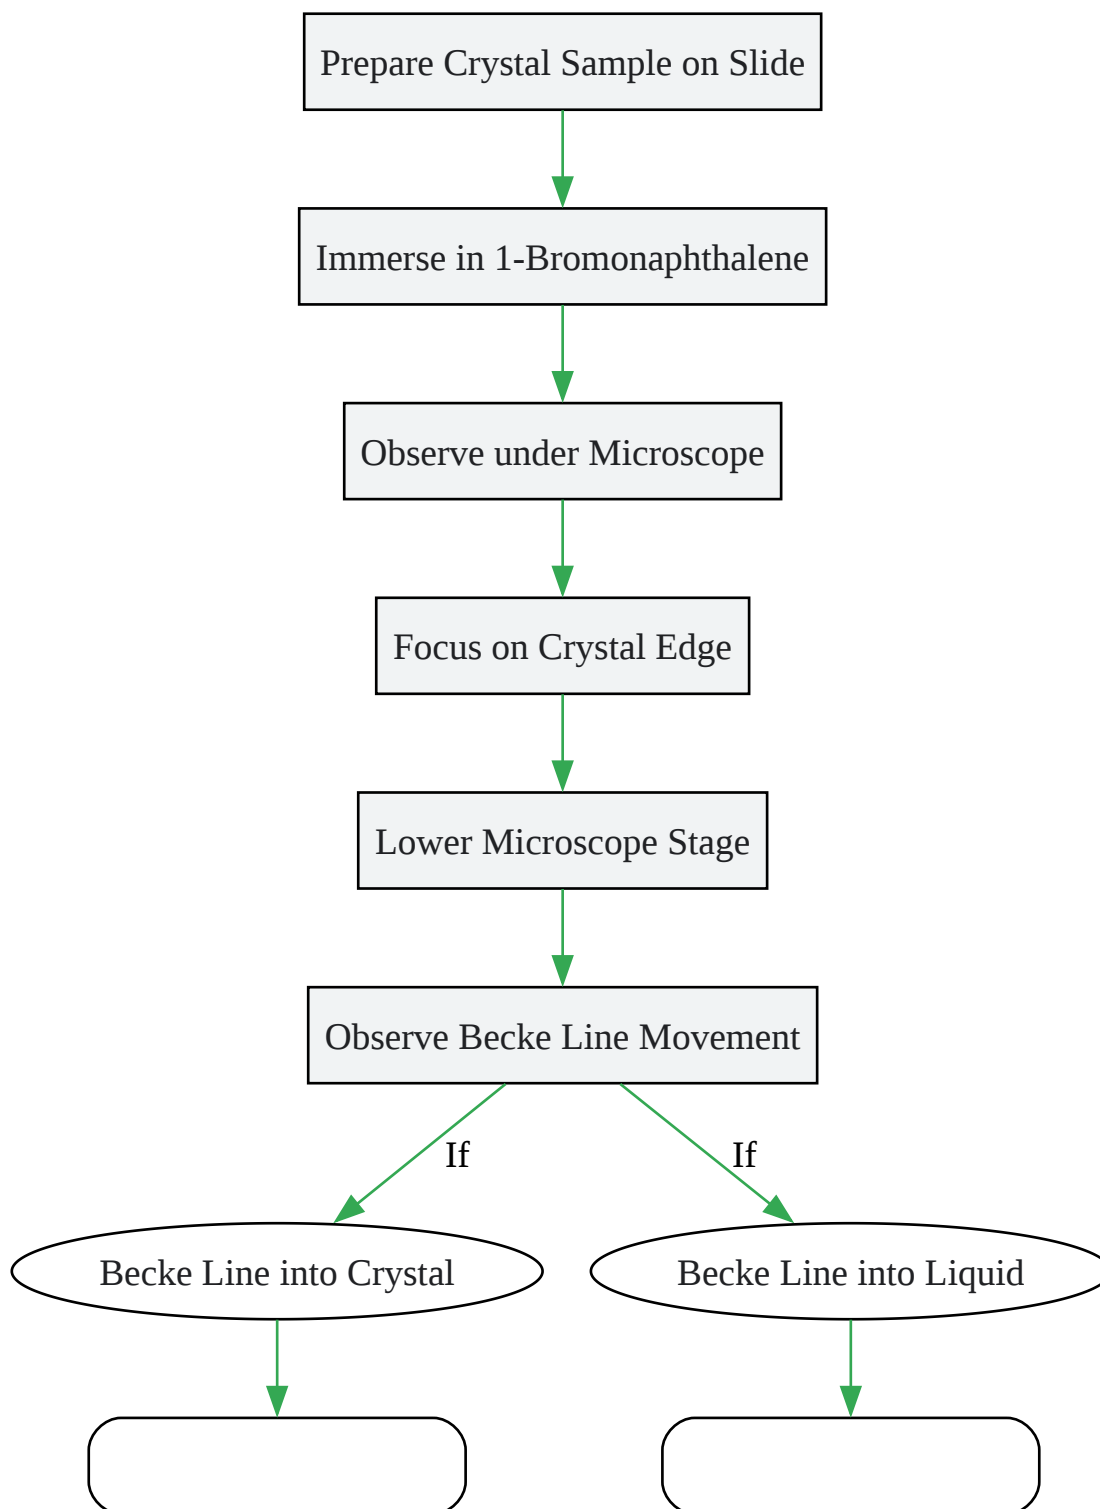 Prepare Crystal Sample on Slide
Immerse in 1-Bromonaphthalene
Observe under Microscope
Focus on Crystal Edge
Lower Microscope Stage
Observe Becke Line Movement
If
If
Becke Line into Crystal
Becke Line into Liquid